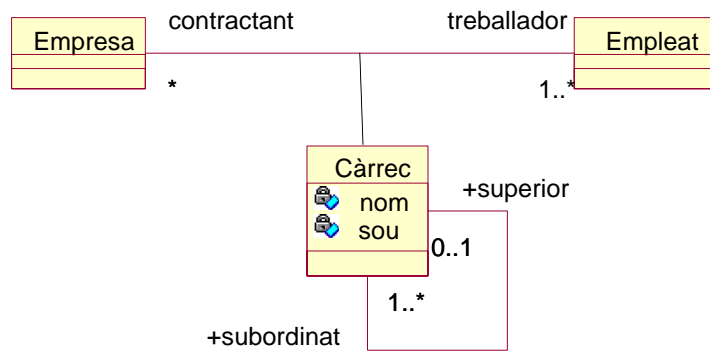 contractant
treballador
Empresa
Empleat
*
1..*
Càrrec
nom
sou
+superior
0..1
1..*
+subordinat